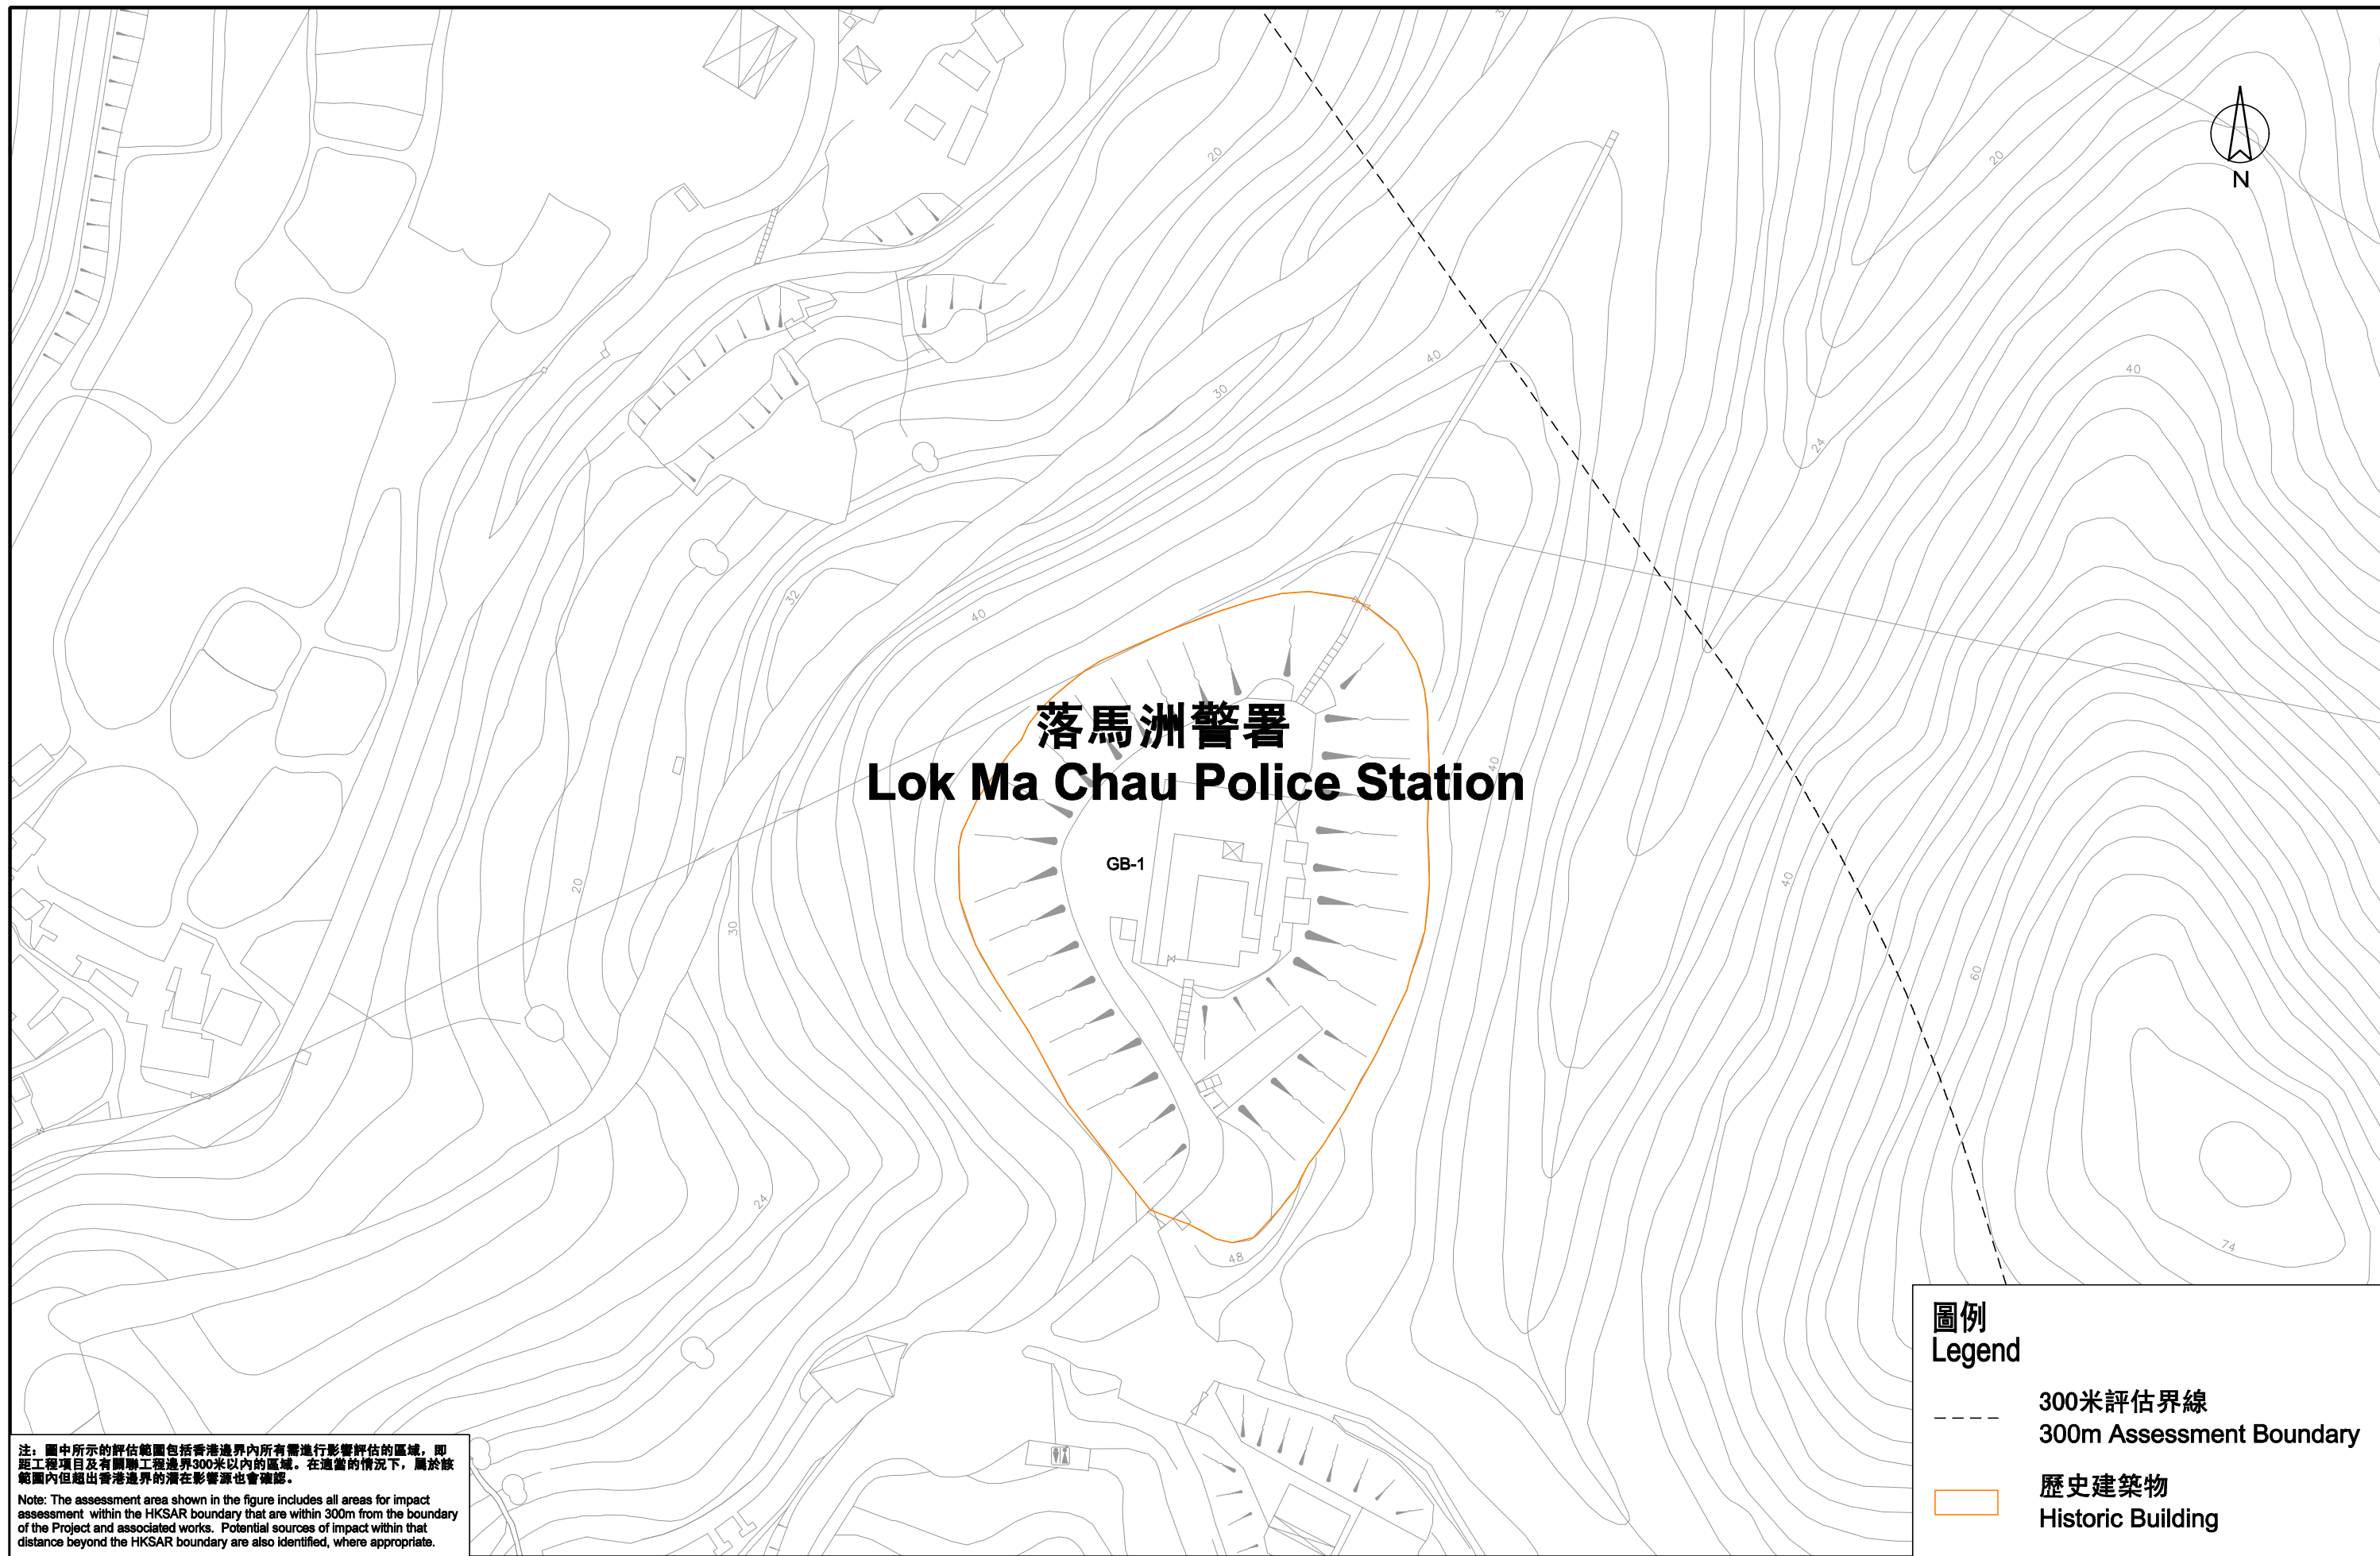 20
20
N
40
40
30
24
32
40
落馬洲警署
Lok Ma Chau Police Station
40
GB-1
20
40
30
60
24
48
74
圖例
Legend
300米評估界線
300m Assessment Boundary
歷史建築物
Historic Building
注：圖中所示的評估範圍包括香港邊界內所有需進行影響評估的區域，即
距工程項目及有關聯工程邊界300米以內的區域。在適當的情況下，屬於該
範圍內但超出香港邊界的潛在影響源也會確認。
Note: The assessment area shown in the figure includes all areas for impact
assessment within the HKSAR boundary that are within 300m from the boundary
of the Project and associated works. Potential sources of impact within that
distance beyond the HKSAR boundary are also identified, where appropriate.